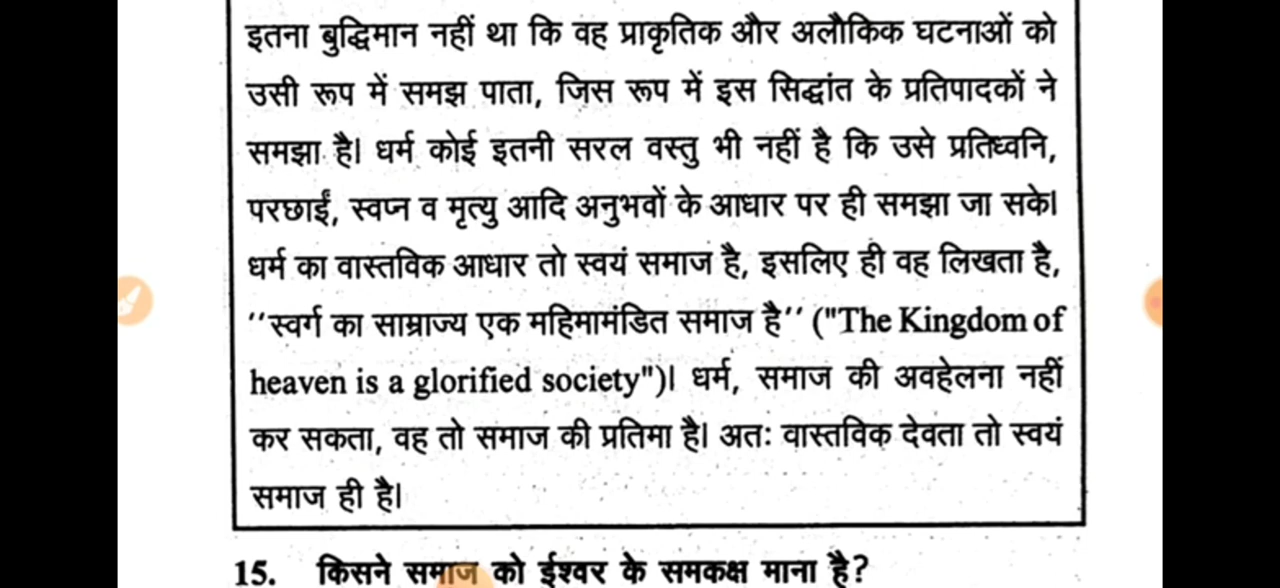 इतना बुद्धिमान नहीं था कि वह प्राकृतिक और अलौकिक घटनाओं को
उसी रूप में समझ पाता, जिस रूप में इस सिद्धांत के प्रतिपादकों ने
समझा है। धर्म कोई इतनी सरल वस्तु भी नहीं है कि उसे प्रतिध्वनि,
परछाईं, स्वप्न व मृत्यु आदि अनुभवों के आधार पर ही समझा जा सके।
धर्म का वास्तविक आधार तो स्वयं समाज है, इसलिए ही वह लिखता है,
‘‘स्वर्ग का साम्राज्य एक महिमामंडित समाज है’’ ("The Kingdom of
heaven is a glorified society")। धर्म, समाज की अवहेलना नहीं
कर सकता, वह तो समाज की प्रतिमा है। अतः वास्तविक देवता तो स्वयं
समाज ही है।
15. किसने समाज को ईश्वर के समकक्ष माना है?